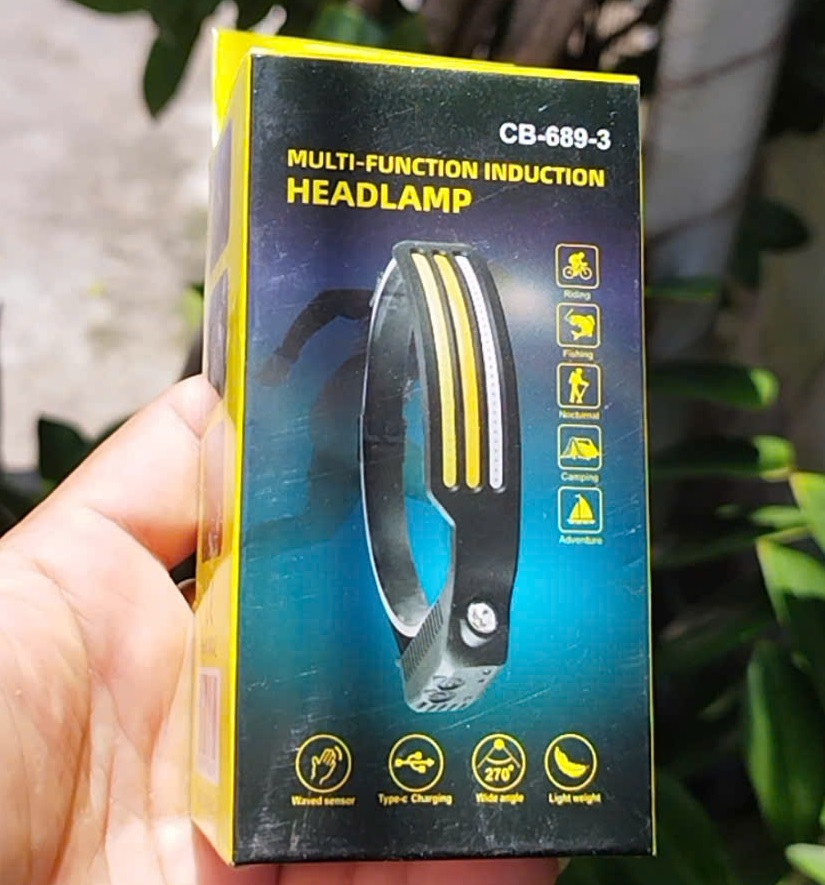 CB-689-3
MULTI-FUNCTION INDUCTION
HEADLAMP
Riding
Fishing
Nocturnal
Camping
Adventure
270°
Waved sensor
Type-c Charging
Wide angle
Light weight